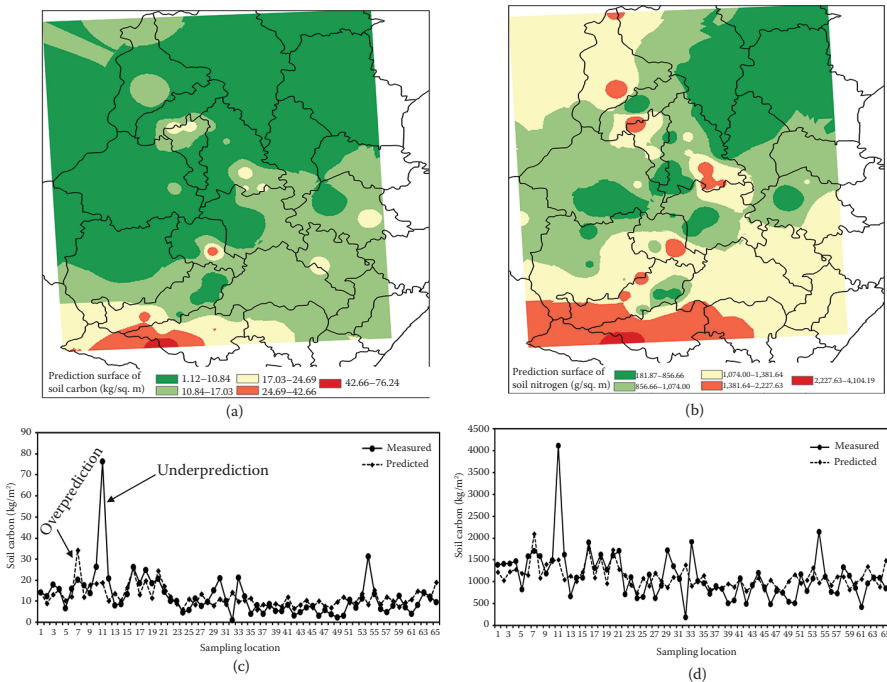 Prediction surface of
soil carbon (kg/sq. m)
1.12–10.84
10.84–17.03
17.03–24.69
24.69–42.66
42.66–76.24
(a)
Prediction surface of
soil nitrogen (g/sq. m)
181.87–856.66
856.66–1,074.00
1,074.00–1,381.64
1,381.64–2,227.63
2,227.63–4,104.19
(b)
90
80
70
60
50
40
30
20
10
0
Soil carbon (kg/m²)
Overprediction
Underprediction
Measured
Predicted
1 3 5 7 9 11 13 15 17 19 21 23 25 27 29 31 33 35 37 39 41 43 45 47 49 51 53 55 57 59 61 63 65
Sampling location
(c)
4500
4000
3500
3000
2500
2000
1500
1000
500
0
Soil carbon (kg/m²)
Measured
Predicted
1 3 5 7 9 11 13 15 17 19 21 23 25 27 29 31 33 35 37 39 41 43 45 47 49 51 53 55 57 59 61 63 65
Sampling location
(d)